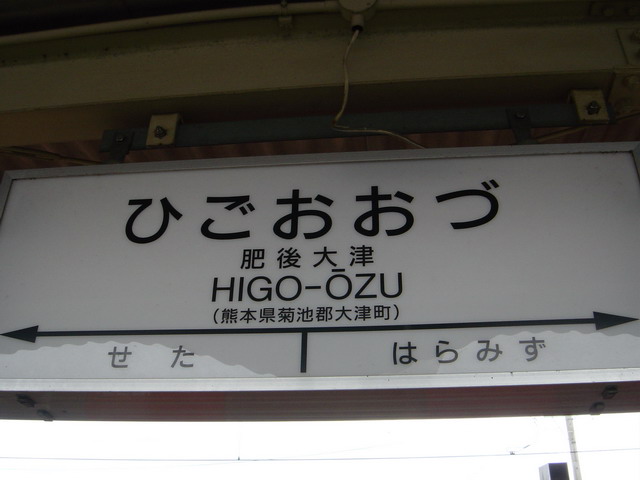 ひごおおづ
肥後大津
HIGO-ŌZU
(熊本県菊池郡大津町)
せた はらみず